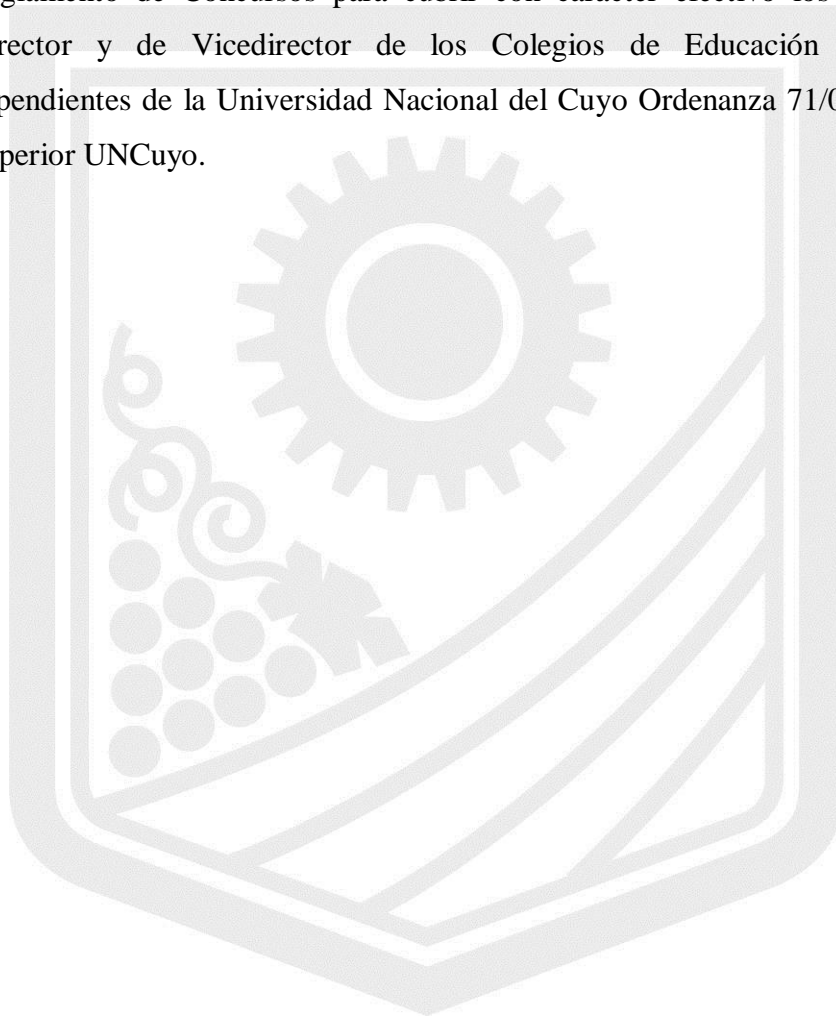 glamento de Concursos para cubrir con carácter efectivo los
rector y de Vicedirector de los Colegios de Educación
pendientes de la Universidad Nacional del Cuyo Ordenanza 71/0
perior UNCuyo.